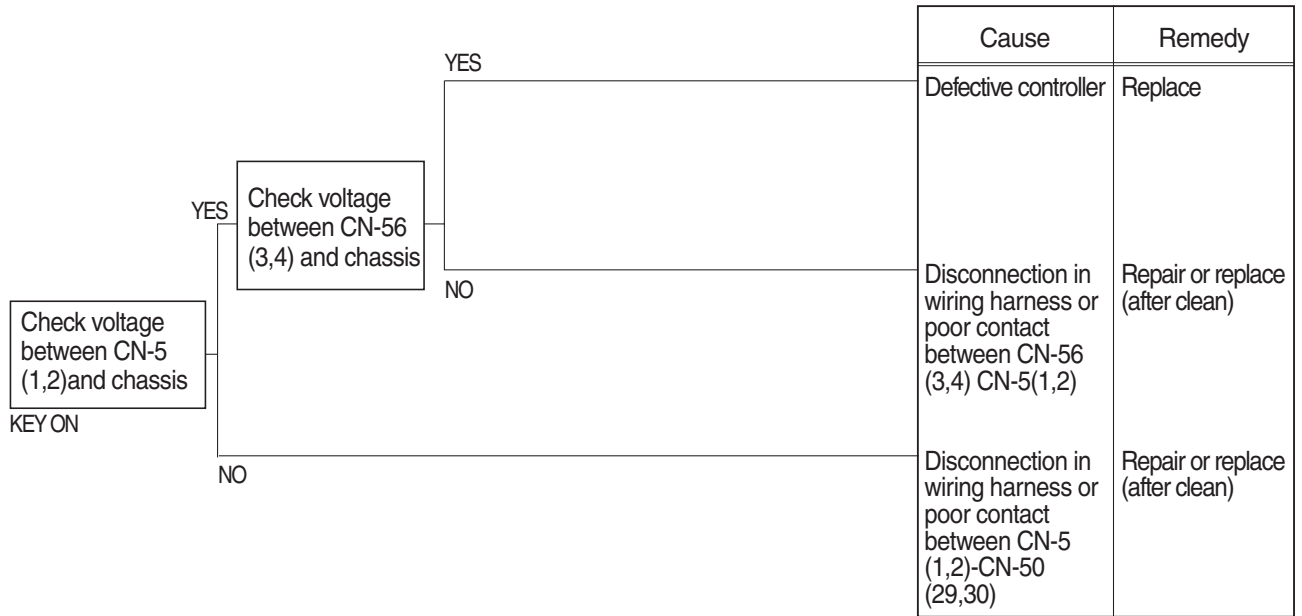 Cause
Remedy
YES
Defective controller
Replace
YES
Check voltage
between CN-56
(3,4) and chassis
NO
Disconnection in
wiring harness or
poor contact
between CN-56
(3,4) CN-5(1,2)
Repair or replace
(after clean)
Check voltage
between CN-5
(1,2)and chassis
KEY ON
NO
Disconnection in
wiring harness or
poor contact
between CN-5
(1,2)-CN-50
(29,30)
Repair or replace
(after clean)